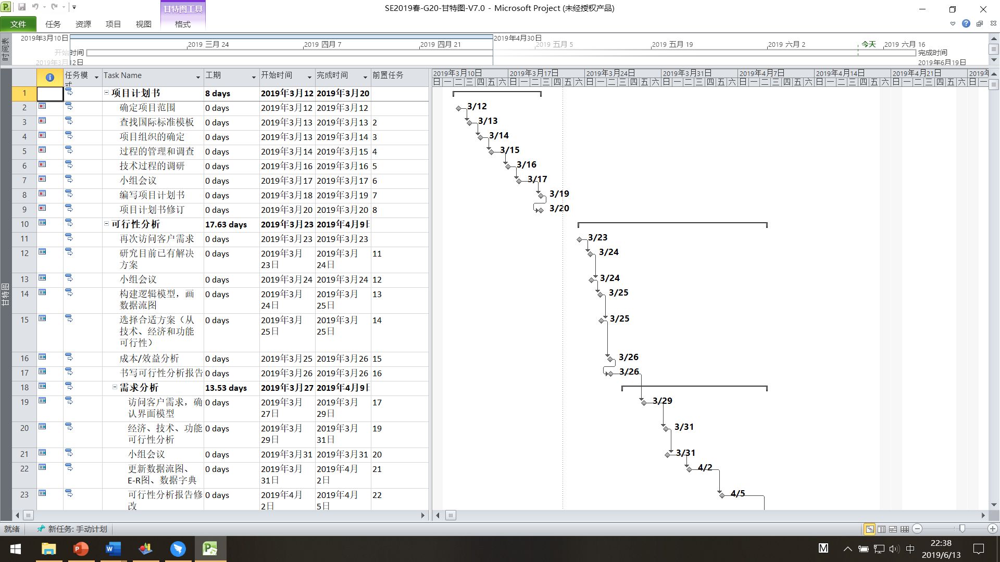 SE2019春-G20-甘特图-V7.0 - Microsoft Project (未经授权产品)
甘特图工具
文件 任务 资源 项目 视图 格式
时间表
2019年3月10日 2019年4月30日
2019 三月 24 2019 四月 7 2019 四月 21 2019 五月 5 2019 五月 19 2019 六月 2 今天 2019 六月 16
开始时间 完成时间
2019年3月12日 2019年6月19日
甘特图
任务模式 Task Name 工期 开始时间 完成时间 前置任务
2019年3月10日 2019年3月17日 2019年3月24日 2019年3月31日 2019年4月7日 2019年4月14日 2019年4月21日 2019年
日 一 二 三 四 五 六 日 一 二 三 四 五 六 日 一 二 三 四 五 六 日 一 二 三 四 五 六 日 一 二 三 四 五 六 日 一 二 三 四 五 六 日 一 二 三 四 五 六 日 一
1 项目计划书 8 days 2019年3月12 2019年3月20
2 确定项目范围 0 days 2019年3月12 2019年3月12 3/12
3 查找国际标准模板 0 days 2019年3月13 2019年3月13 2 3/13
4 项目组织的确定 0 days 2019年3月13 2019年3月14 3 3/14
5 过程的管理和调查 0 days 2019年3月14 2019年3月15 4 3/15
6 技术过程的调研 0 days 2019年3月16 2019年3月16 5 3/16
7 小组会议 0 days 2019年3月17 2019年3月17 6 3/17
8 编写项目计划书 0 days 2019年3月18 2019年3月19 7 3/19
9 项目计划书修订 0 days 2019年3月20 2019年3月20 8 3/20
10 可行性分析 17.63 days 2019年3月23 2019年4月9日
11 再次访问客户需求 0 days 2019年3月23 2019年3月23 3/23
12 研究目前已有解决 0 days 2019年3月 2019年3月 11 3/24
方案 23日 24日
13 小组会议 0 days 2019年3月24 2019年3月24 12 3/24
14 构建逻辑模型，画 0 days 2019年3月 2019年3月 13 3/25
数据流图 24日 25日
15 选择合适方案（从 0 days 2019年3月 2019年3月 14 3/25
技术、经济和功能 25日 25日
可行性）
16 成本/效益分析 0 days 2019年3月25 2019年3月26 15 3/26
17 书写可行性分析报告 0 days 2019年3月26 2019年3月26 16 3/26
18 需求分析 13.53 days 2019年3月27 2019年4月9日
19 访问客户需求，确 0 days 2019年3月 2019年3月 17 3/29
认界面模型 27日 29日
20 经济、技术、功能 0 days 2019年3月 2019年3月 19 3/31
可行性分析 29日 31日
21 小组会议 0 days 2019年3月31 2019年3月31 20 3/31
22 更新数据流图、 0 days 2019年3月 2019年4月 21 4/2
E-R图、数据字典 31日 2日
23 可行性分析报告修 0 days 2019年4月 2019年4月 22 4/5
改 2日 5日
就绪 新任务: 手动计划
M 中 22:38
2019/6/13